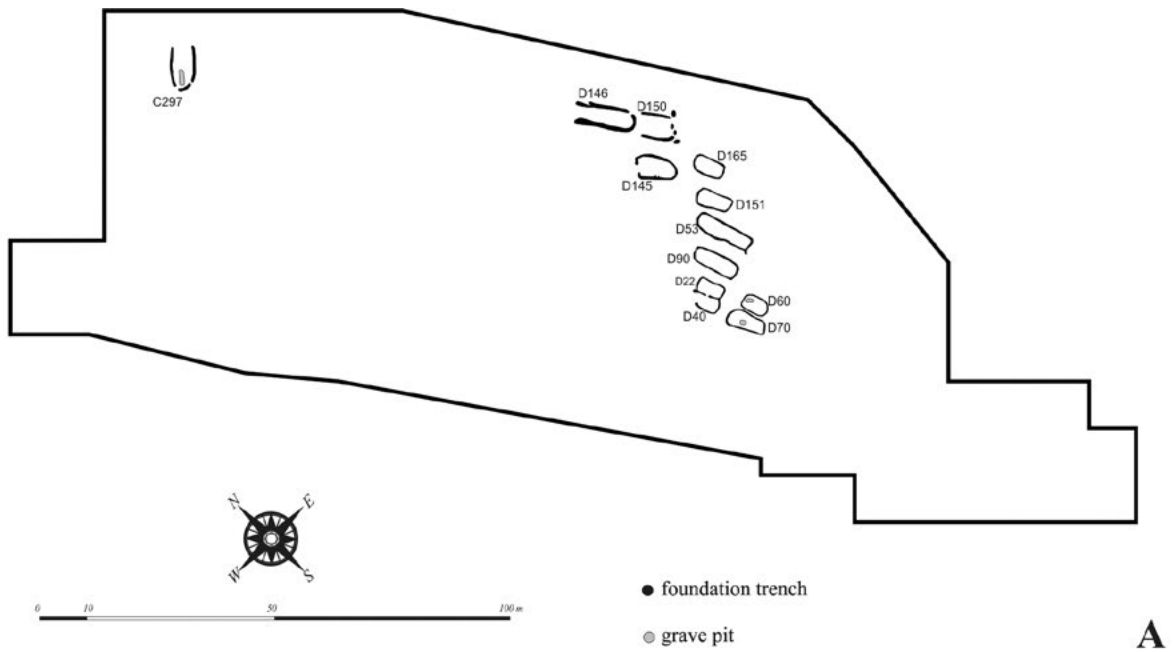 C297
D146
D150
D145
D165
D151
D53
D90
D22
D40
D60
D70
N
E
W
S
0 10 50 100 m
foundation trench
grave pit
A